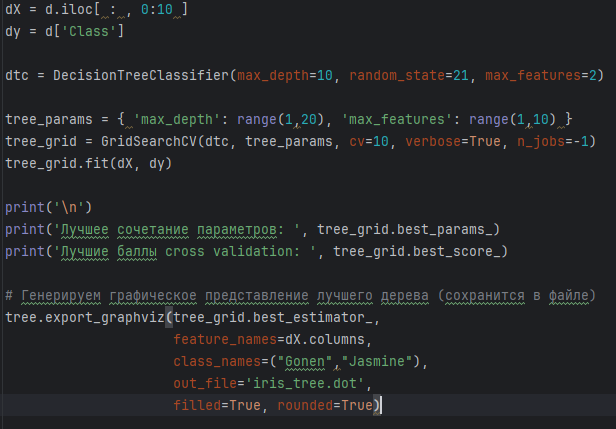 dX = d.iloc[ : , 0:10 ]
dy = d['Class']
dtc = DecisionTreeClassifier(max_depth=10, random_state=21, max_features=2)
tree_params = { 'max_depth': range(1,20), 'max_features': range(1,10) }
tree_grid = GridSearchCV(dtc, tree_params, cv=10, verbose=True, n_jobs=-1)
tree_grid.fit(dX, dy)
print('\n')
print('Лучшее сочетание параметров: ', tree_grid.best_params_)
print('Лучшие баллы cross validation: ', tree_grid.best_score_)
# Генерируем графическое представление лучшего дерева (сохранится в файле)
tree.export_graphviz(tree_grid.best_estimator_,
feature_names=dX.columns,
class_names=("Gonen","Jasmine"),
out_file='iris_tree.dot',
filled=True, rounded=True)